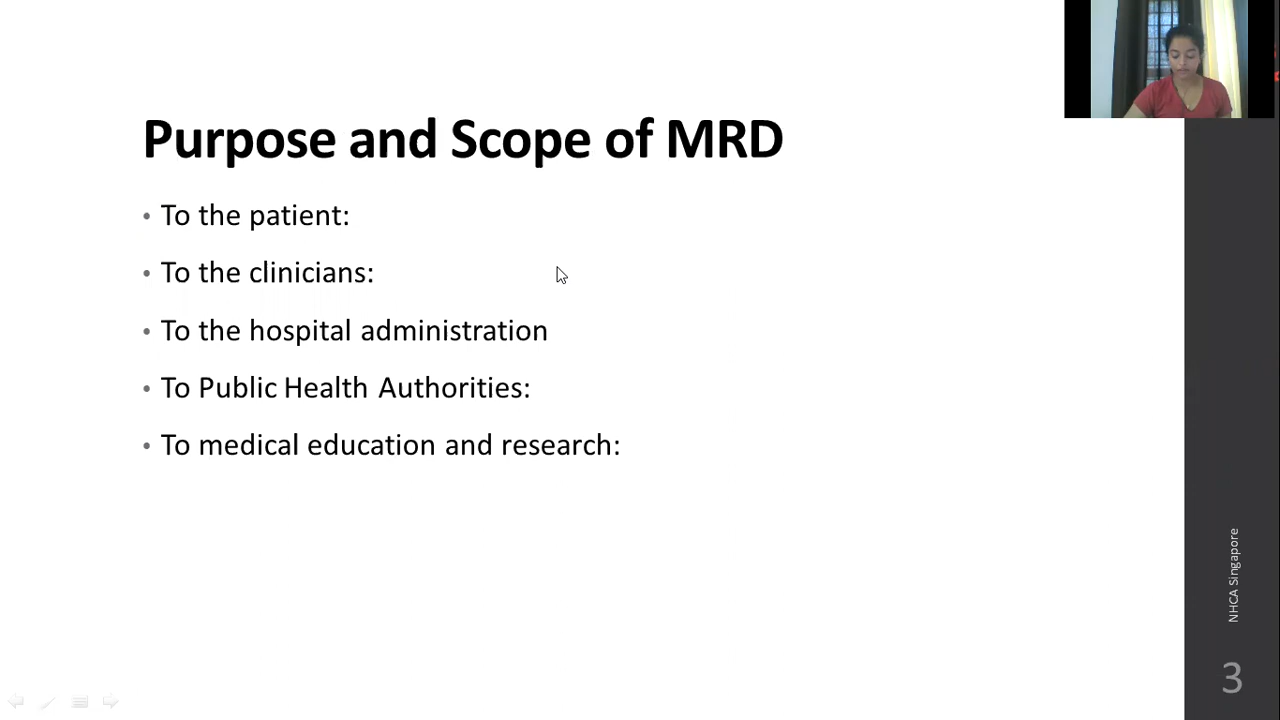 Purpose and Scope of MRD
• To the patient:
• To the clinicians:
• To the hospital administration
• To Public Health Authorities:
• To medical education and research:
NHCA Singapore
3